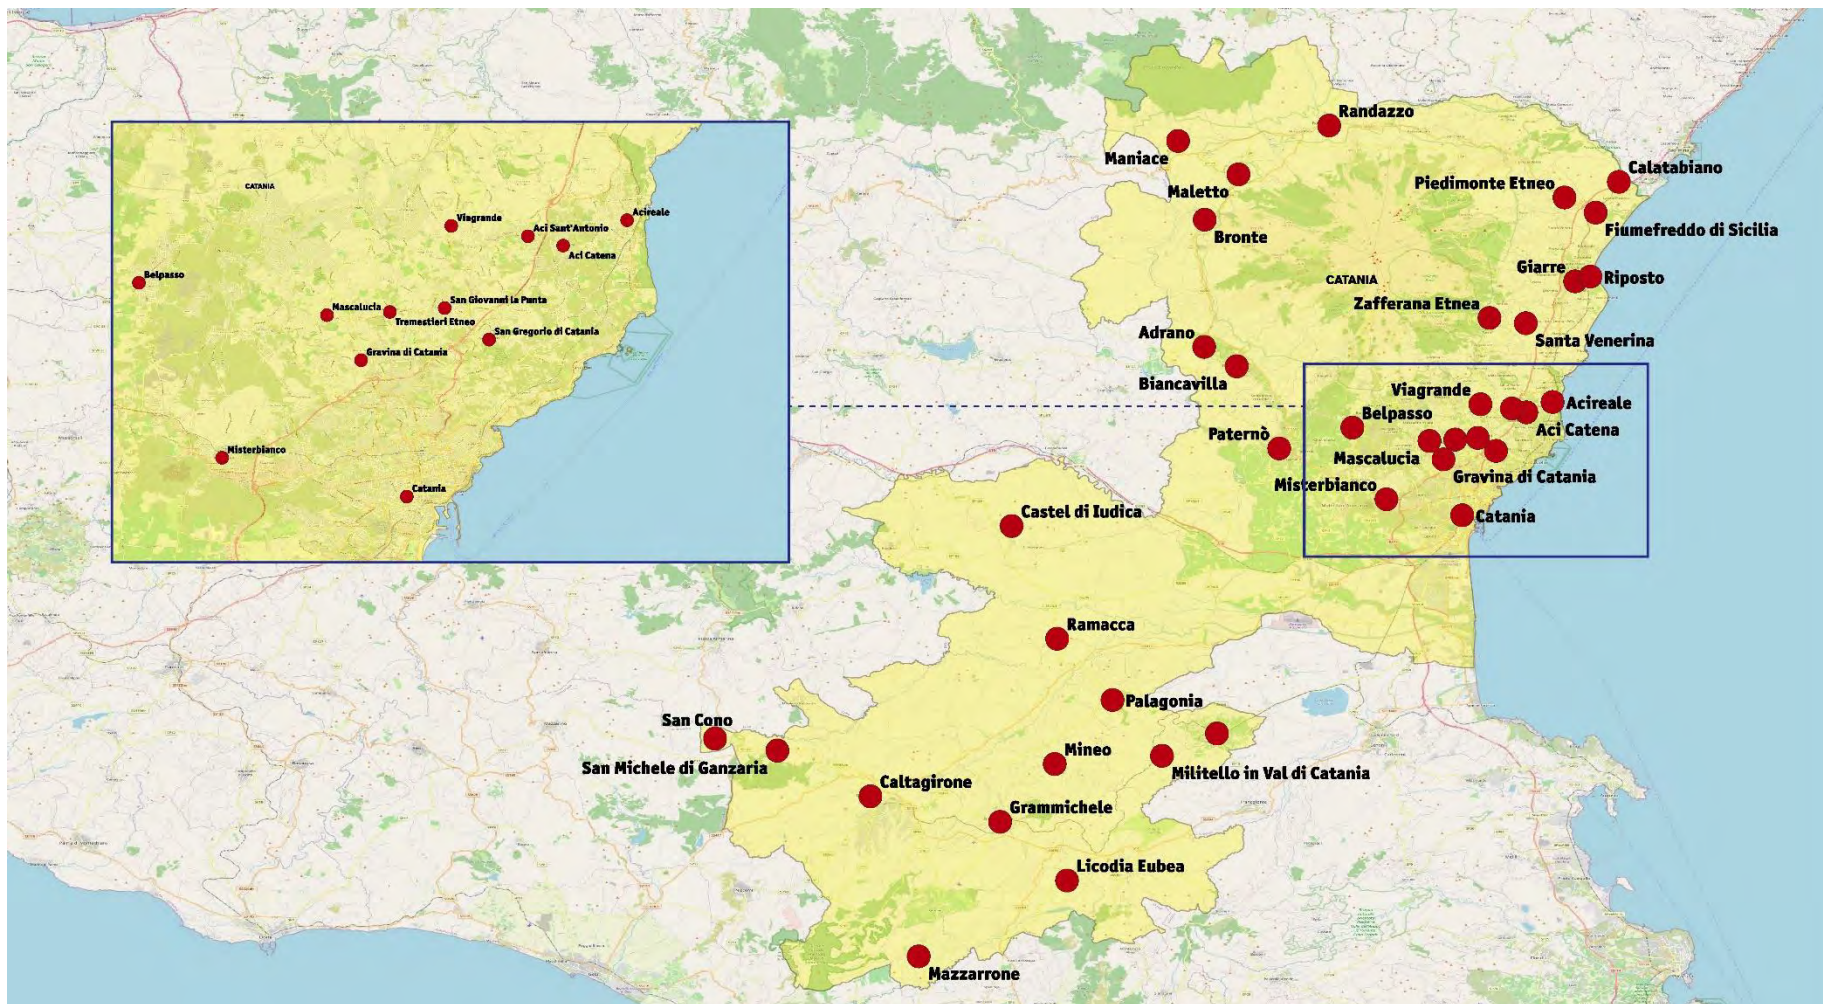 CATANIA
Viagrande
Acireale
Aci Sant'Antonio
Aci Catena
Belpasso
San Giovanni la Punta
Mascalucia
Tremestieri Etneo
San Gregorio di Catania
Gravina di Catania
Misterbianco
Catania
Randazzo
Maniace
Calatabiano
Piedimonte Etneo
Maletto
Fiumefreddo di Sicilia
Bronte
Giarre
Riposto
CATANIA
Zafferana Etnea
Adrano
Santa Venerina
Biancavilla
Viagrande
Acireale
Belpasso
Aci Catena
Paternò
Mascalucia
Gravina di Catania
Misterbianco
Catania
Castel di Iudica
Ramacca
Palagonia
San Cono
Mineo
San Michele di Ganzaria
Militello in Val di Catania
Caltagirone
Grammichele
Licodia Eubea
Mazzarrone